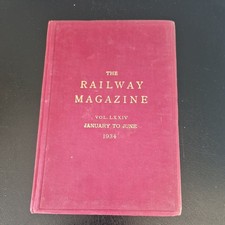 THE
RAILWAY
MAGAZINE
VOL. LXXIV
JANUARY TO JUNE
1934